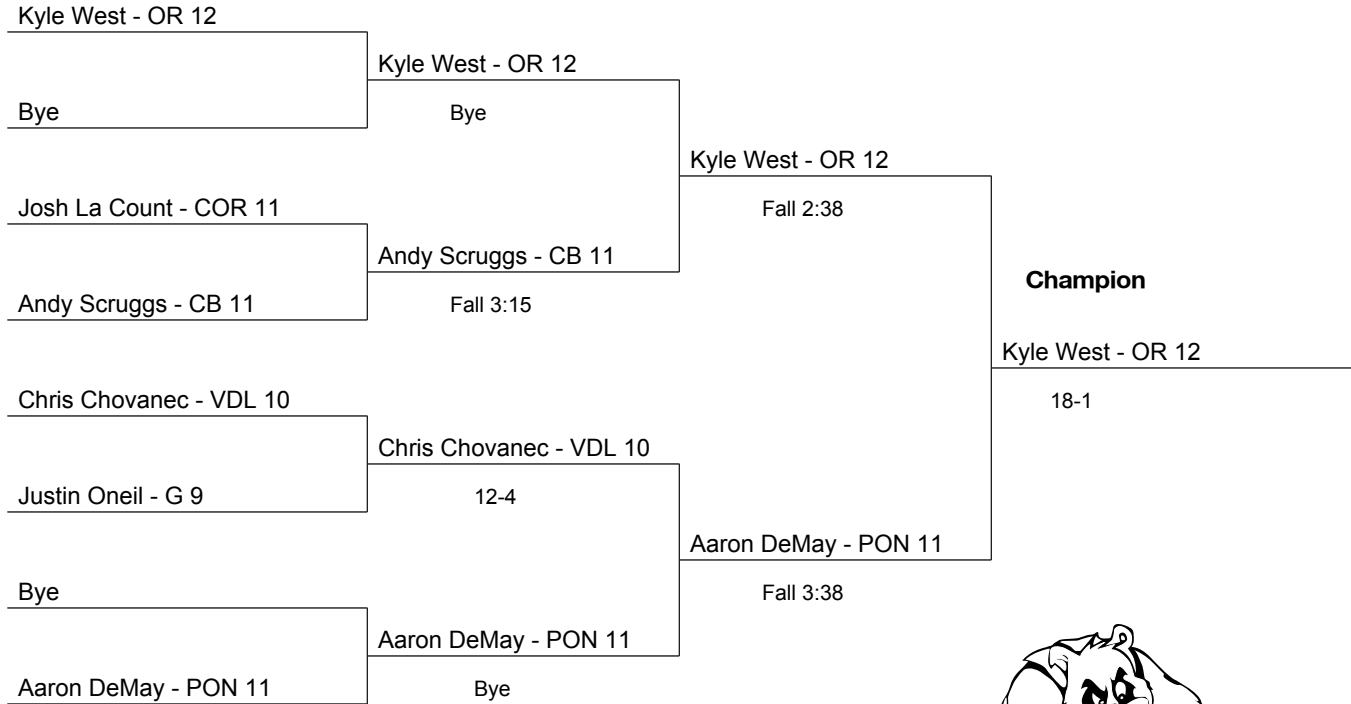 Kyle West - OR 12
Kyle West - OR 12
Bye
Bye
Kyle West - OR 12
Josh La Count - COR 11
Fall 2:38
Andy Scruggs - CB 11
Champion
Andy Scruggs - CB 11
Fall 3:15
Kyle West - OR 12
Chris Chovanec - VDL 10
18-1
Chris Chovanec - VDL 10
Justin Oneil - G 9
12-4
Aaron DeMay - PON 11
Bye
Fall 3:38
Aaron DeMay - PON 11
Aaron DeMay - PON 11
Bye